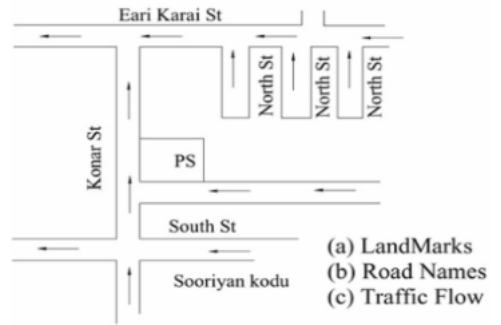 Eari Karai St
North St
North St
North St
Konar St
PS
South St
Sooriyan kodu
(a) LandMarks
(b) Road Names
(c) Traffic Flow